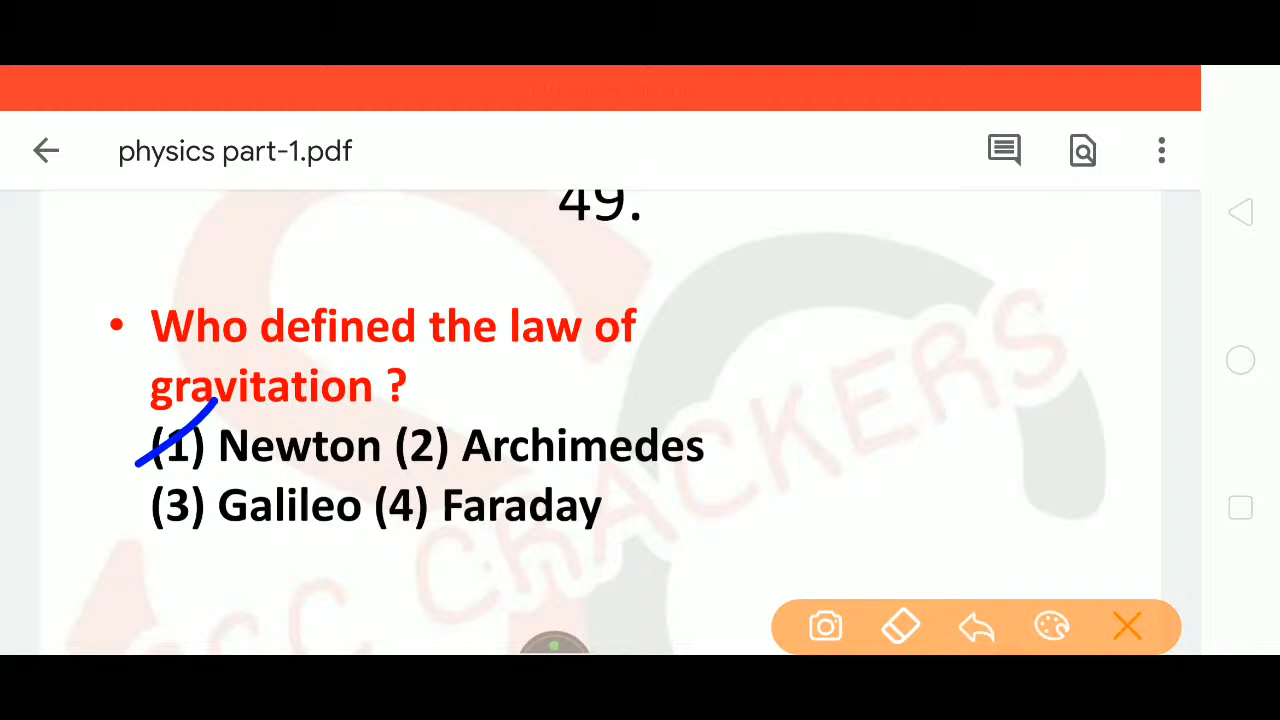 physics part-1.pdf
49.
• Who defined the law of
gravitation ?
(1) Newton (2) Archimedes
(3) Galileo (4) Faraday
CRACKERS